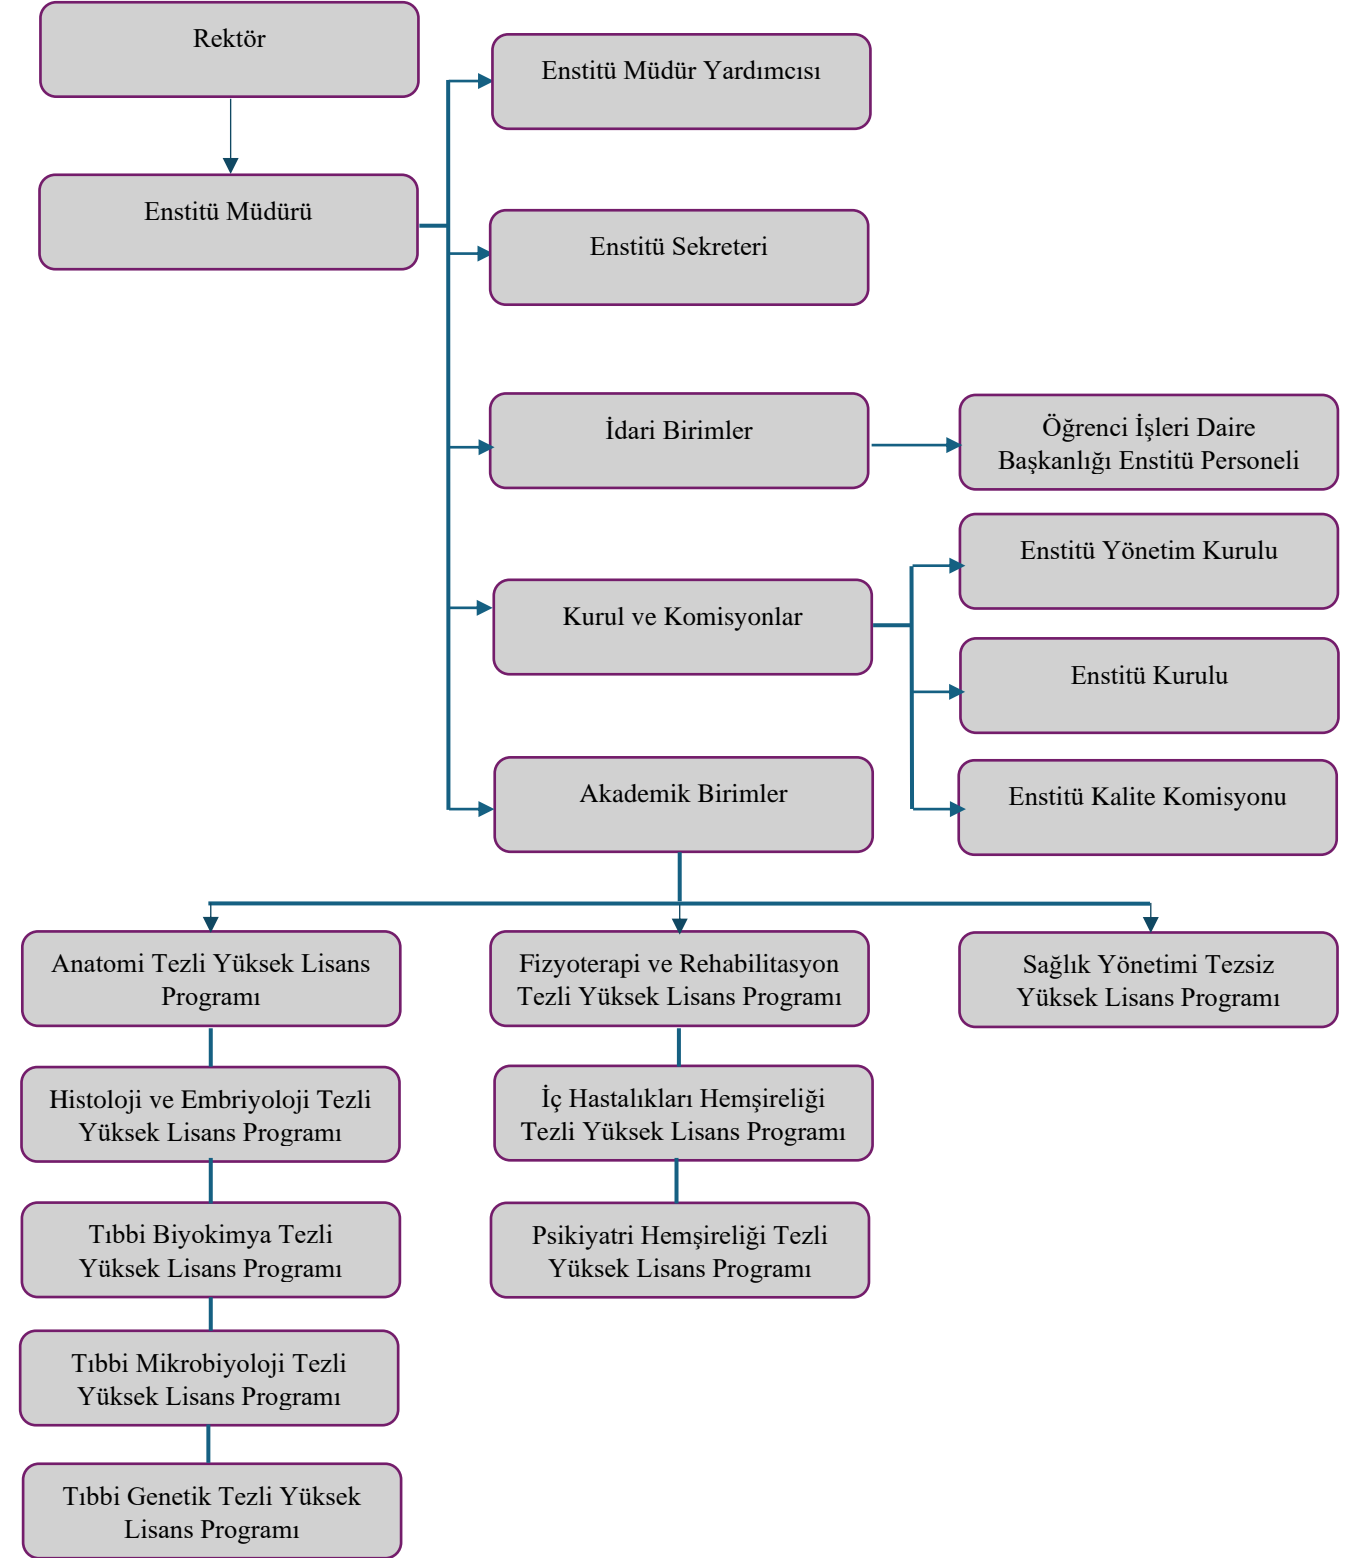 Rektör
Enstitü Müdür Yardımcısı
Enstitü Müdürü
Enstitü Sekreteri
İdari Birimler
Öğrenci İşleri Daire
Başkanlığı Enstitü Personeli
Kurul ve Komisyonlar
Enstitü Yönetim Kurulu
Enstitü Kurulu
Enstitü Kalite Komisyonu
Akademik Birimler
Anatomi Tezli Yüksek Lisans
Programı
Histoloji ve Embriyoloji Tezli
Yüksek Lisans Programı
Tıbbi Biyokimya Tezli
Yüksek Lisans Programı
Tıbbi Mikrobiyoloji Tezli
Yüksek Lisans Programı
Tıbbi Genetik Tezli Yüksek
Lisans Programı
Fizyoterapi ve Rehabilitasyon
Tezli Yüksek Lisans Programı
İç Hastalıkları Hemşireliği
Tezli Yüksek Lisans Programı
Psikiyatri Hemşireliği Tezli
Yüksek Lisans Programı
Sağlık Yönetimi Tezsiz
Yüksek Lisans Programı